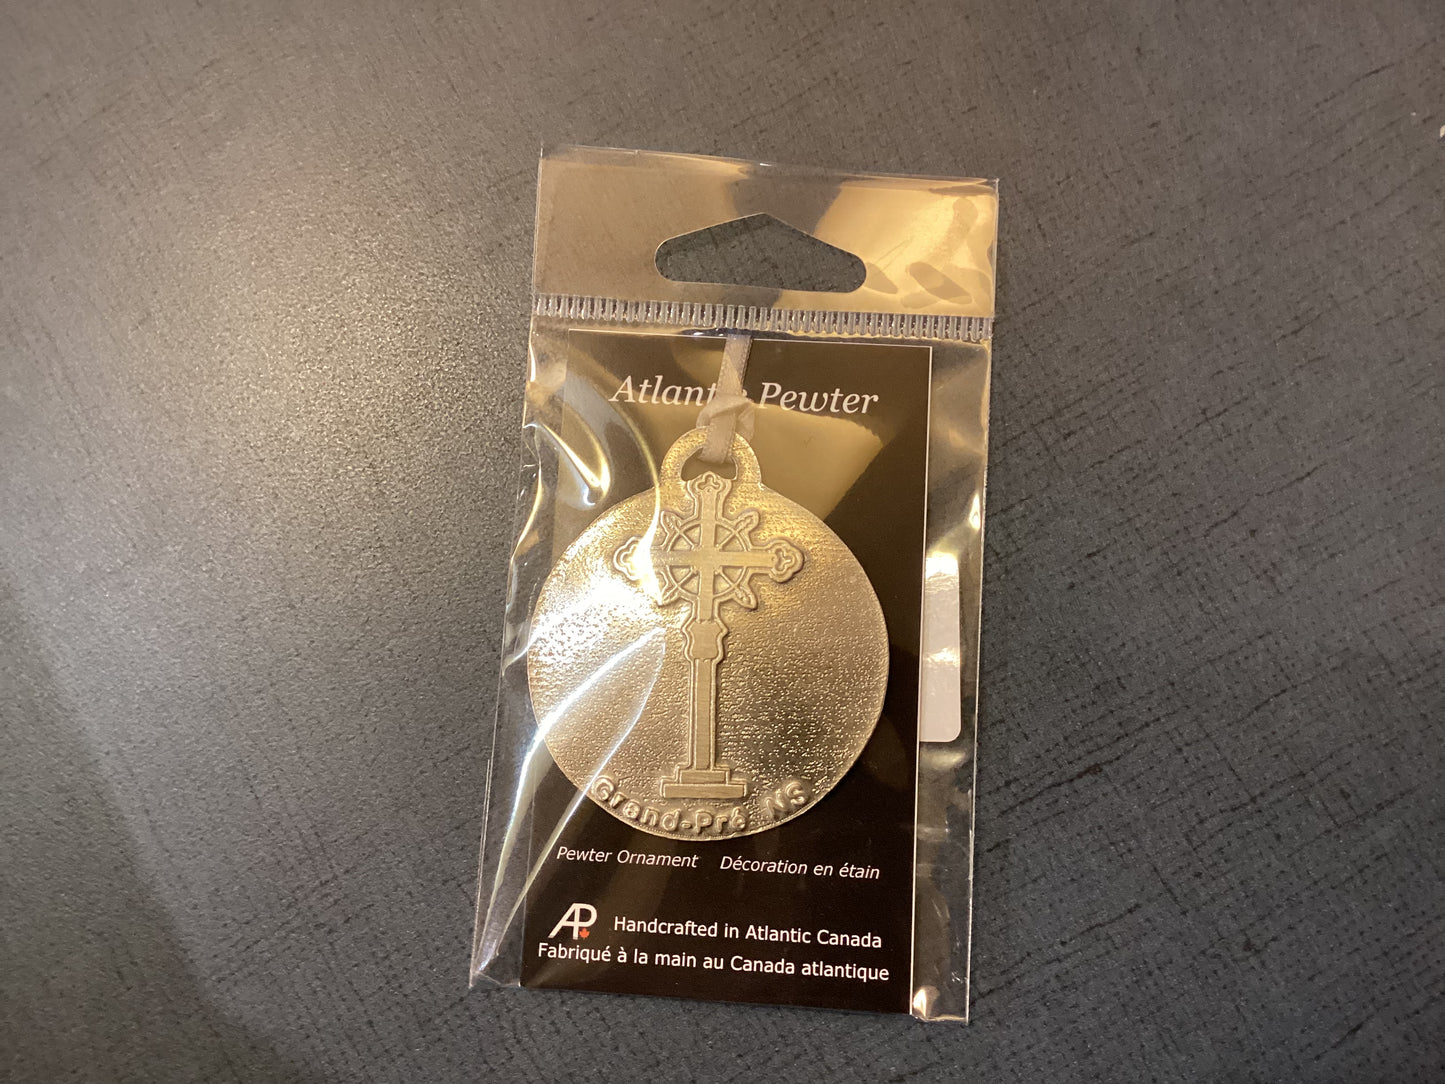 Atlantic Pewter
Grand-Pré NS
Pewter Ornament Décoration en étain
AP Handcrafted in Atlantic Canada
Fabriqué à la main au Canada atlantique